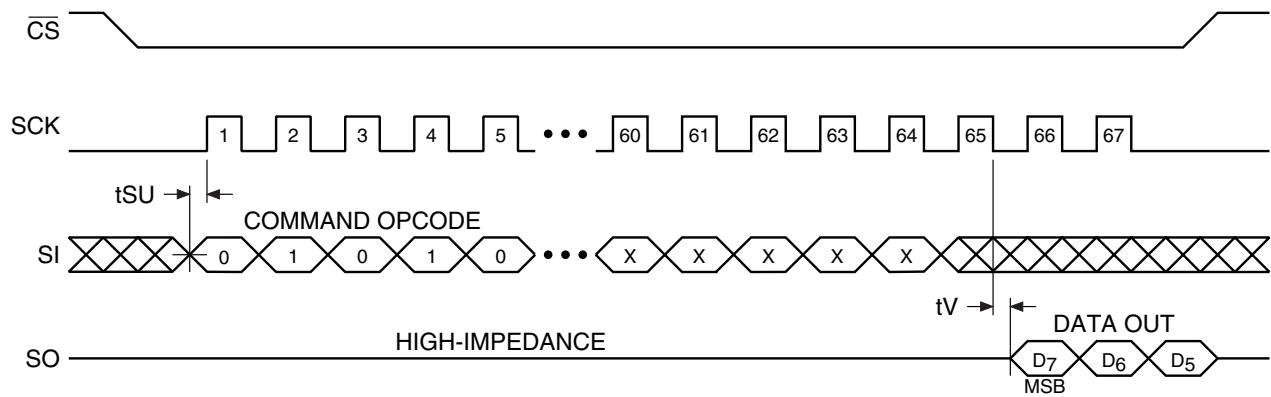 CS
SCK 1 2 3 4 5 ••• 60 61 62 63 64 65 66 67
tSU
COMMAND OPCODE
SI 0 1 0 1 0 ••• X X X X X
tV
DATA OUT
HIGH-IMPEDANCE
SO D7 D6 D5
MSB